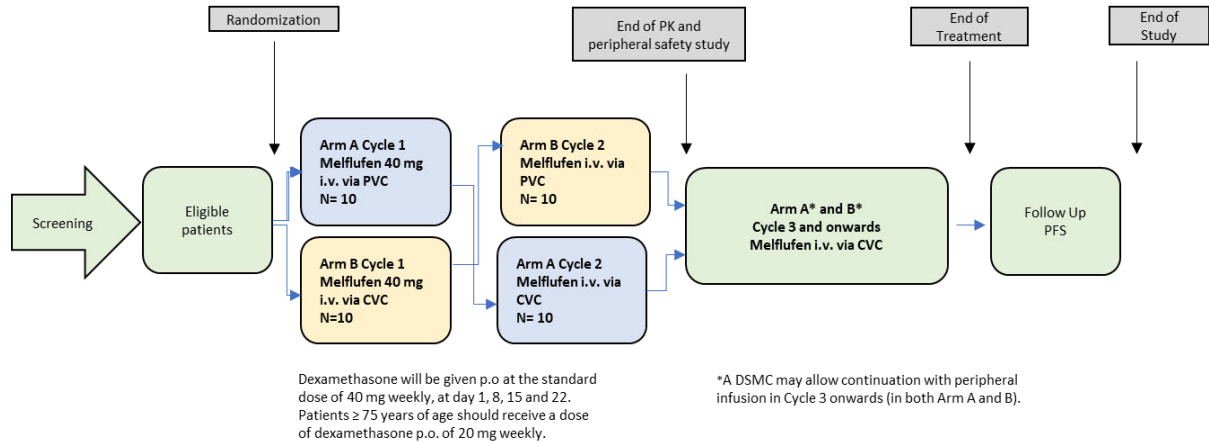 Randomization
End of PK and
peripheral safety study
End of
Treatment
End of
Study
Screening
Eligible
patients
Arm A Cycle 1
Melflufen 40 mg
i.v. via PVC
N= 10
Arm B Cycle 1
Melflufen 40 mg
i.v. via CVC
N=10
Arm B Cycle 2
Melflufen i.v. via
PVC
N= 10
Arm A Cycle 2
Melflufen i.v. via
CVC
N= 10
Arm A* and B*
Cycle 3 and onwards
Melflufen i.v. via CVC
Follow Up
PFS
Dexamethasone will be given p.o at the standard
dose of 40 mg weekly, at day 1, 8, 15 and 22.
Patients ≥ 75 years of age should receive a dose
of dexamethasone p.o. of 20 mg weekly.
*A DSMC may allow continuation with peripheral
infusion in Cycle 3 onwards (in both Arm A and B).